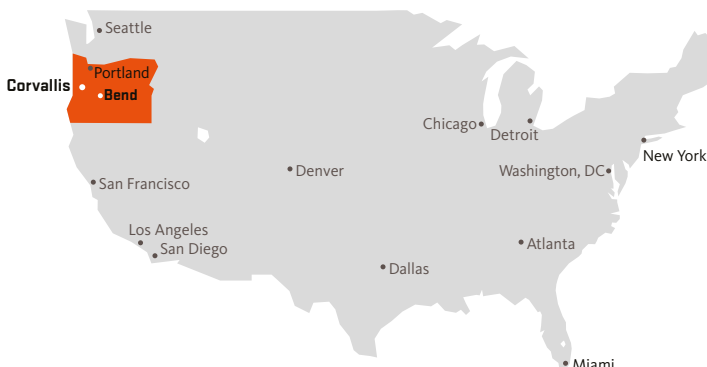 Seattle
Portland
Corvallis
Bend
Chicago
Detroit
New York
Washington, DC
Denver
San Francisco
Los Angeles
San Diego
Atlanta
Dallas
Miami